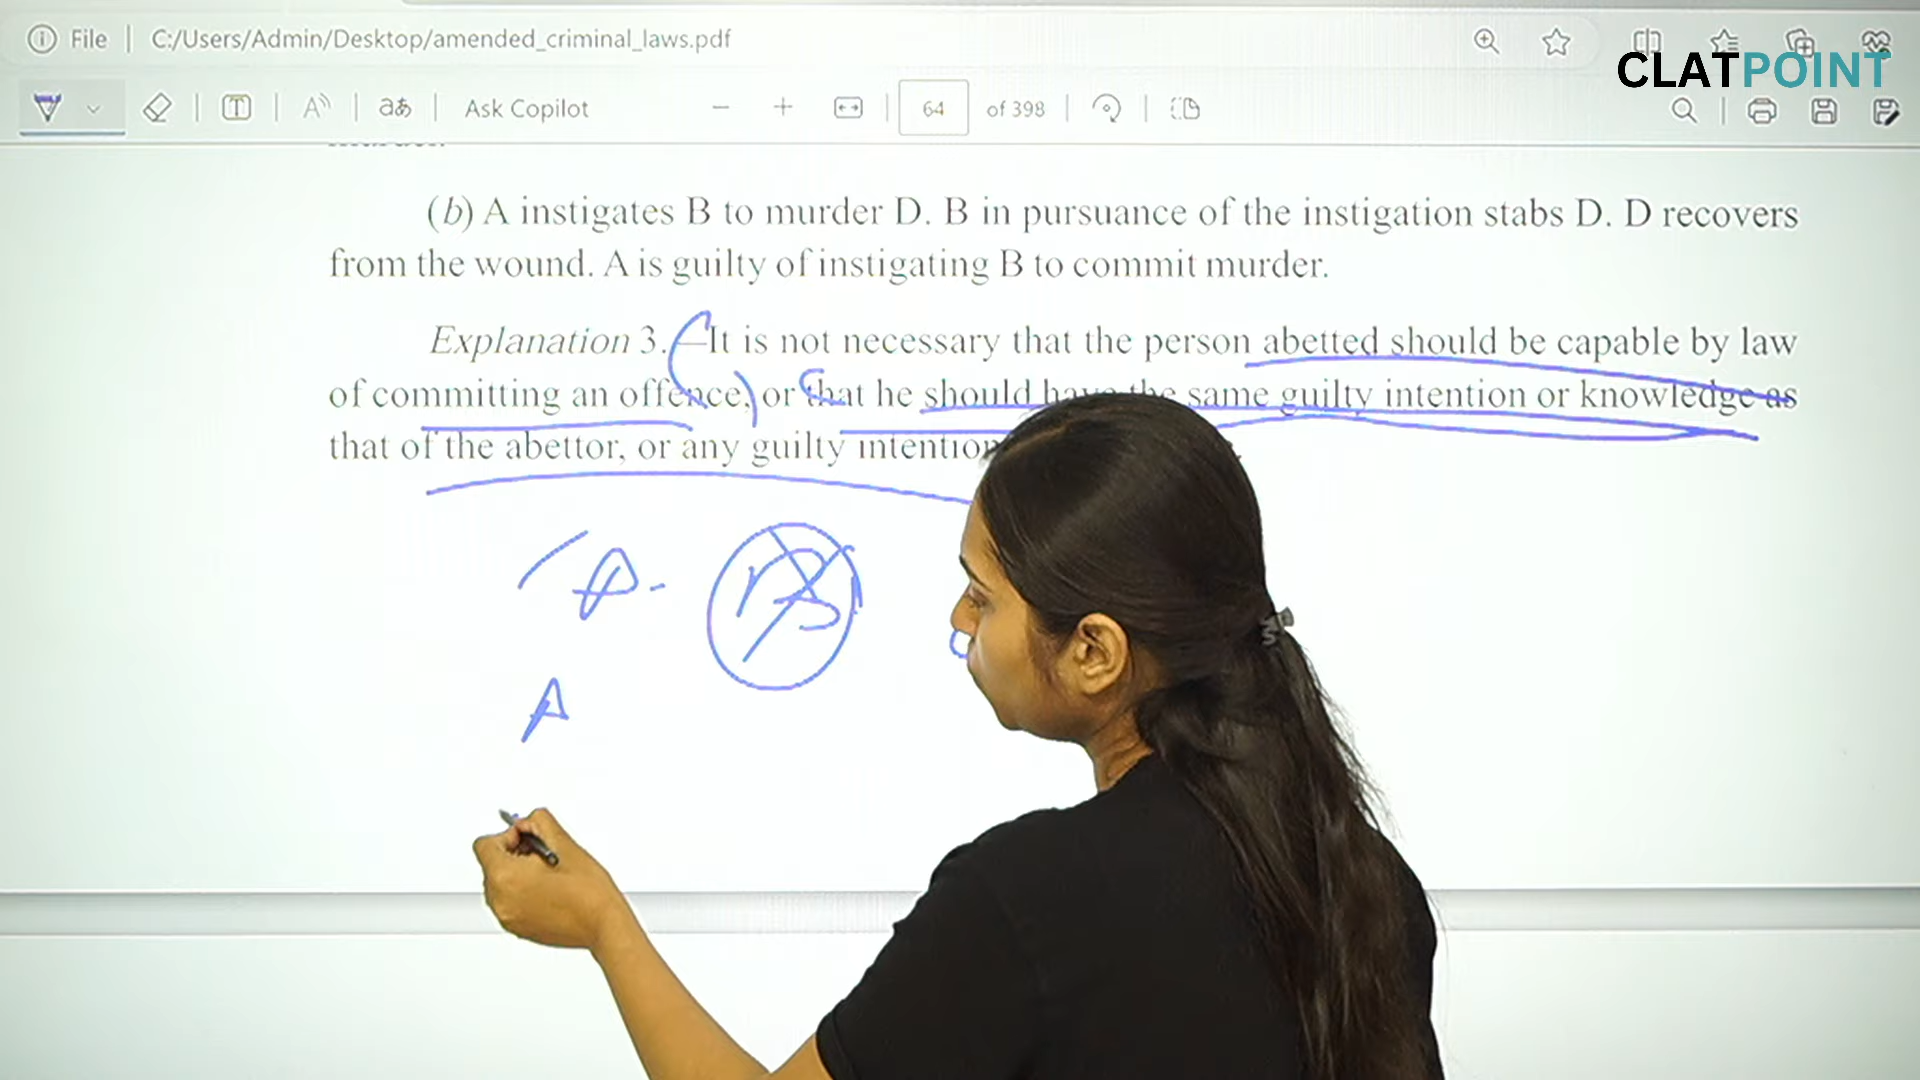 File | C:/Users/Admin/Desktop/amended_criminal_laws.pdf
CLATPOINT
T A aあ Ask Copilot 64 of 398
(b) A instigates B to murder D. B in pursuance of the instigation stabs D. D recovers
from the wound. A is guilty of instigating B to commit murder.
Explanation 3.—It is not necessary that the person abetted should be capable by law
of committing an offence, or that he should have the same guilty intention or knowledge as
that of the abettor, or any guilty intention
A
B
A